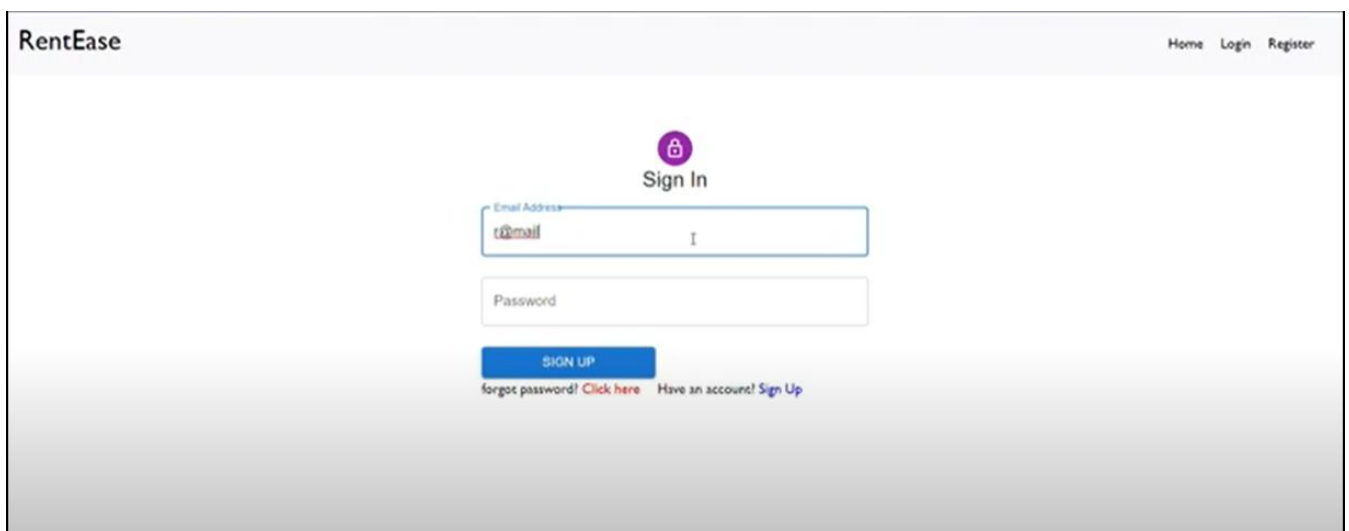 RentEase
Home Login Register
Sign In
Email Address
r@mail
Password
SIGN UP
forgot password? Click here Have an account? Sign Up